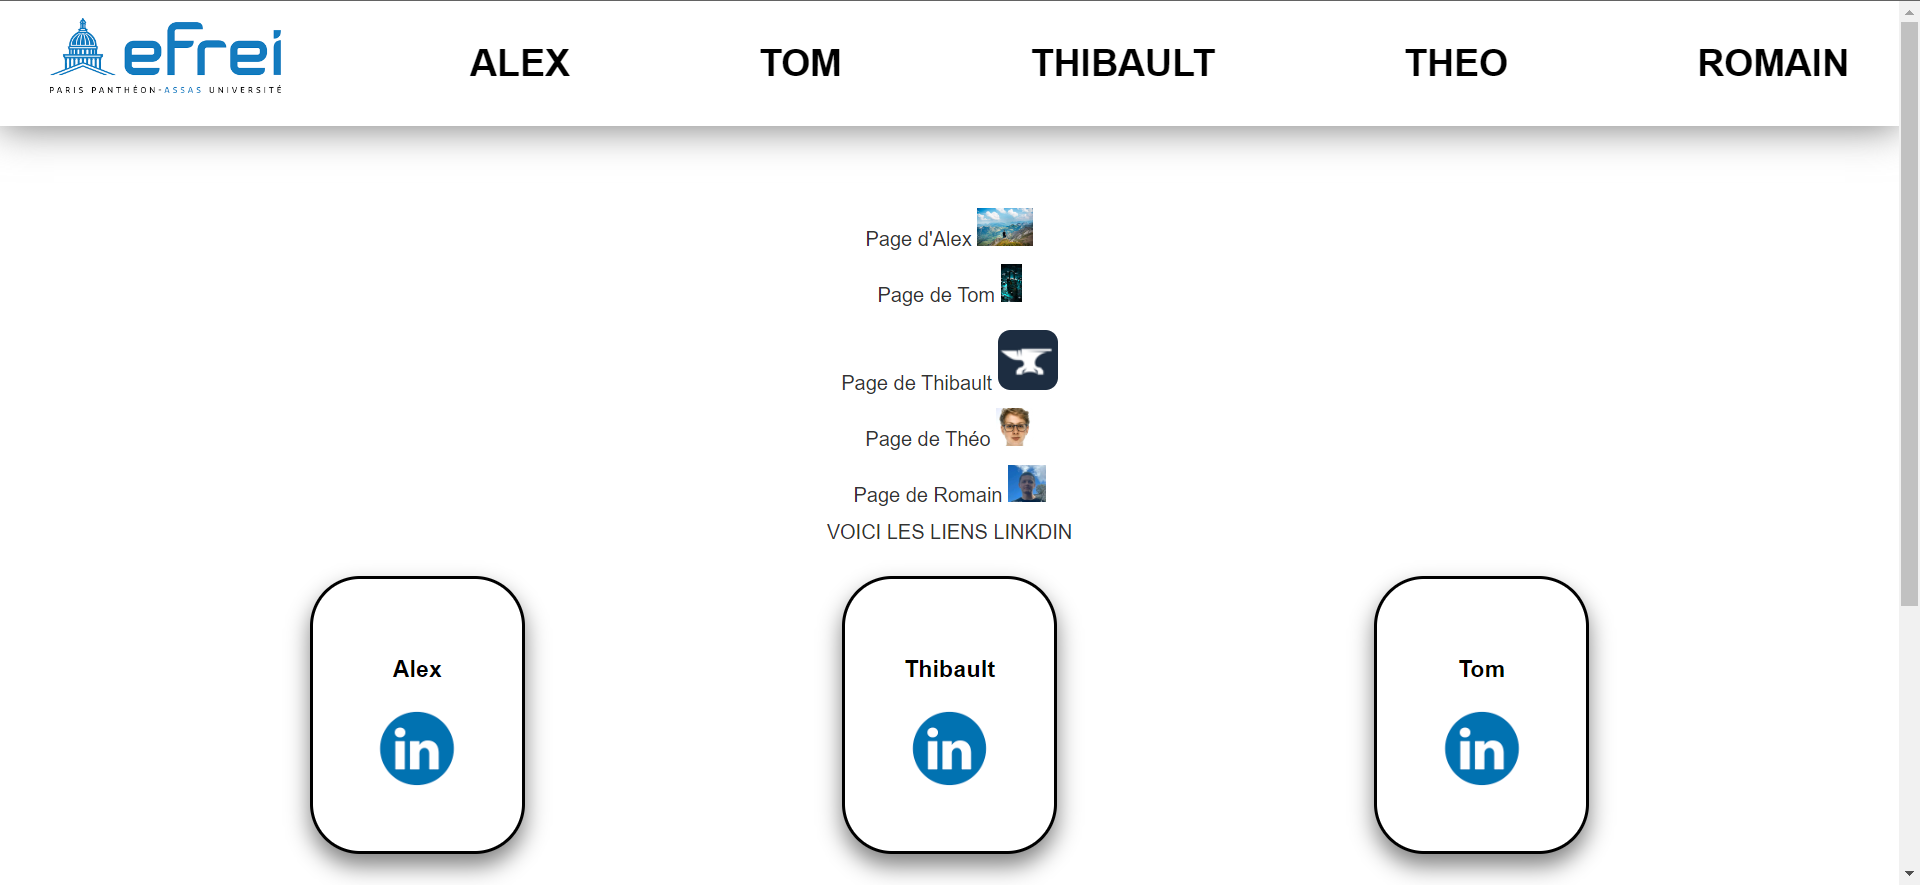 efrei
PARIS PANTHÉON-ASSAS UNIVERSITÉ
ALEX TOM THIBAULT THEO ROMAIN
Page d'Alex
Page de Tom
Page de Thibault
Page de Théo
Page de Romain
VOICI LES LIENS LINKDIN
Alex Thibault Tom
in in in